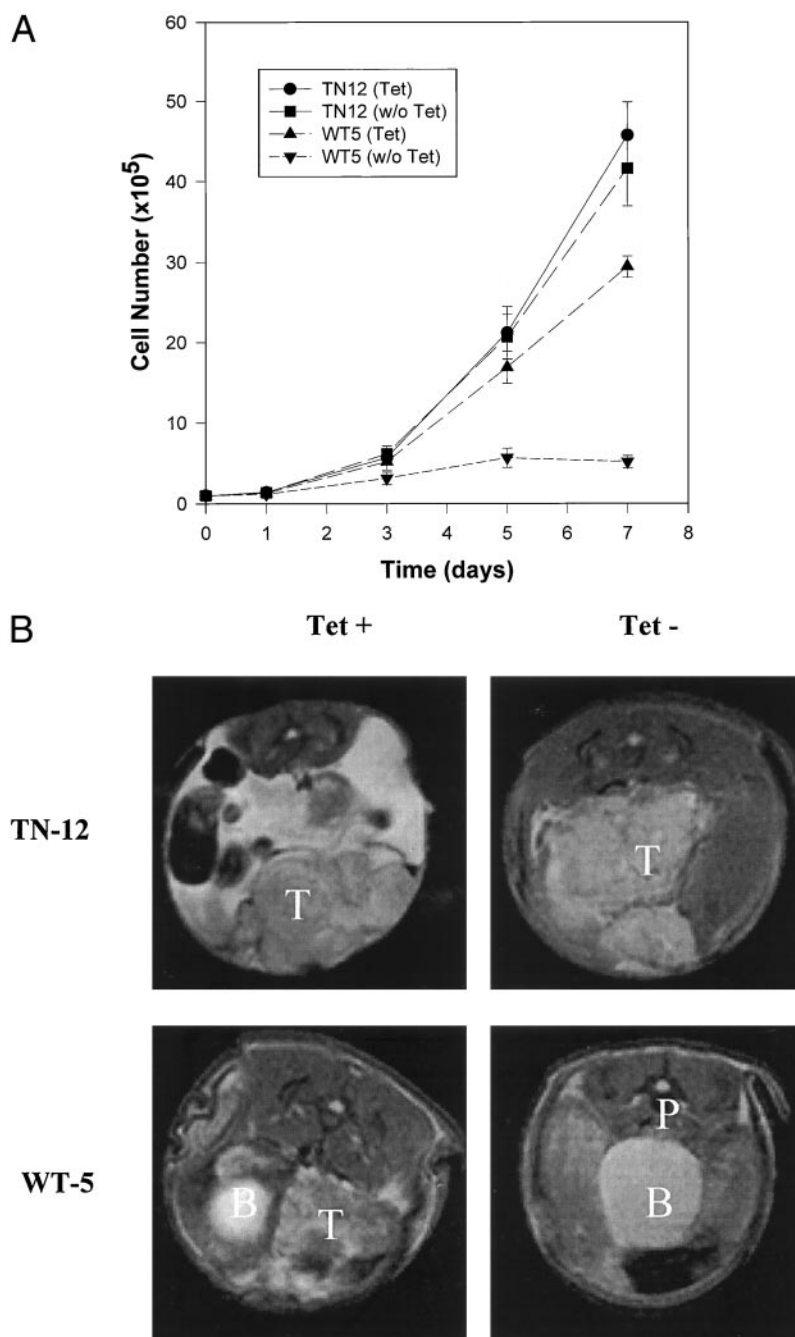 A
60
50
40
30
20
10
0
Cell Number (x10⁵)
TN12 (Tet)
TN12 (w/o Tet)
WT5 (Tet)
WT5 (w/o Tet)
0 1 2 3 4 5 6 7 8
Time (days)
B
Tet + Tet -
TN-12
T T
WT-5
B T P B